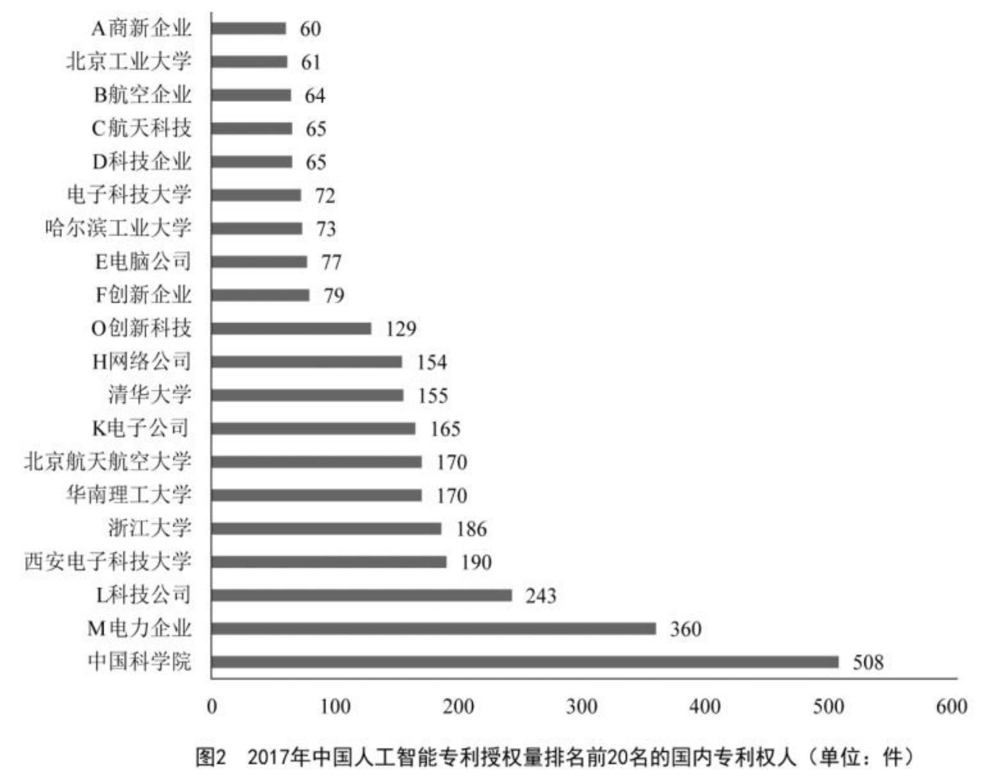 A商新企业 60
北京工业大学 61
B航空企业 64
C航天科技 65
D科技企业 65
电子科技大学 72
哈尔滨工业大学 73
E电脑公司 77
F创新企业 79
O创新科技 129
H网络公司 154
清华大学 155
K电子公司 165
北京航天航空大学 170
华南理工大学 170
浙江大学 186
西安电子科技大学 190
L科技公司 243
M电力企业 360
中国科学院 508
0 100 200 300 400 500 600
图2 2017年中国人工智能专利授权量排名前20名的国内专利权人（单位：件）